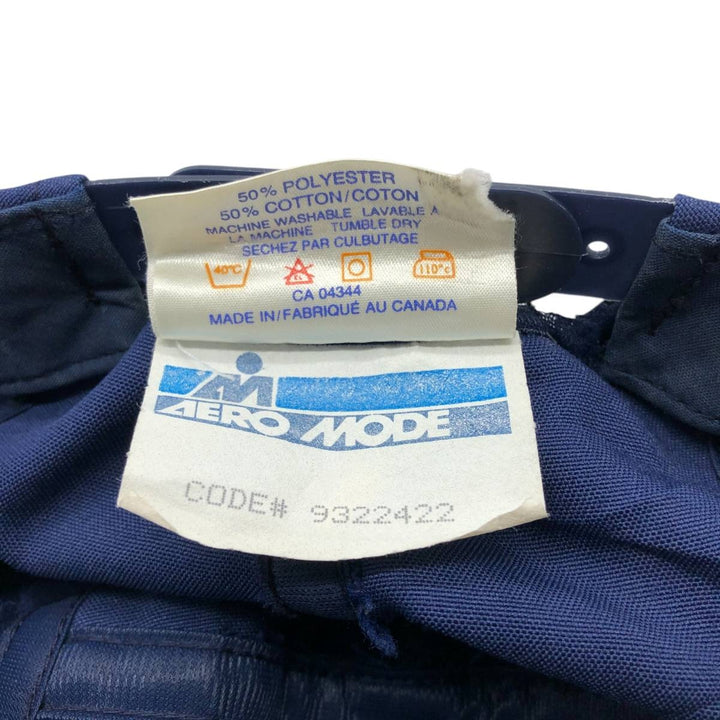 50% POLYESTER
50% COTTON/COTON
MACHINE WASHABLE LAVABLE A
LA MACHINE TUMBLE DRY
SECHEZ PAR CULBUTAGE
40°C CL 110°C
CA 04344
MADE IN/FABRIQUÉ AU CANADA
AERO MODE
CODE# 9322422